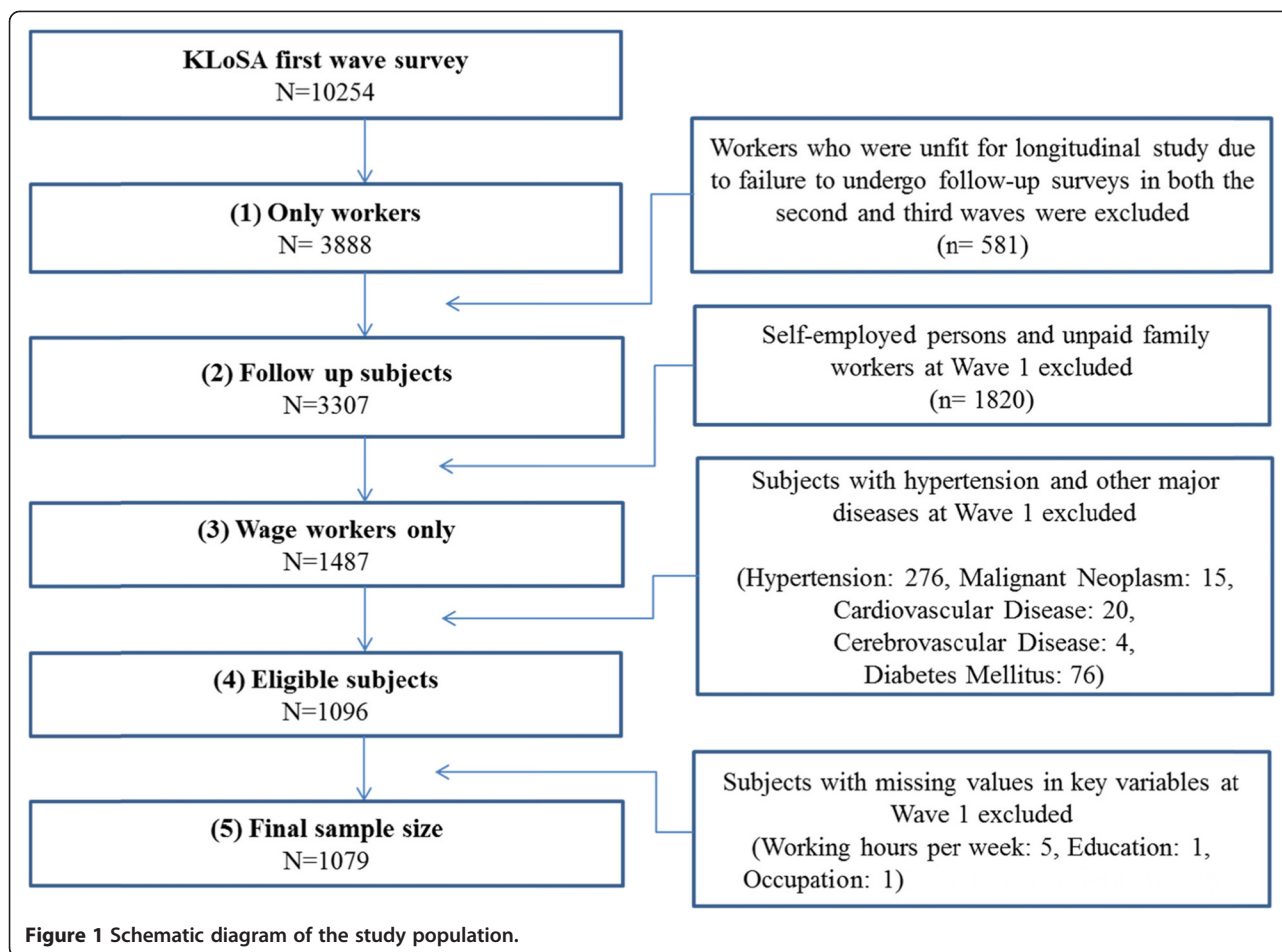 KLoSA first wave survey
N=10254
Workers who were unfit for longitudinal study due
to failure to undergo follow-up surveys in both the
second and third waves were excluded
(n= 581)
(1) Only workers
N= 3888
Self-employed persons and unpaid family
workers at Wave 1 excluded
(n= 1820)
(2) Follow up subjects
N=3307
Subjects with hypertension and other major
diseases at Wave 1 excluded
(Hypertension: 276, Malignant Neoplasm: 15,
Cardiovascular Disease: 20,
Cerebrovascular Disease: 4,
Diabetes Mellitus: 76)
(3) Wage workers only
N=1487
(4) Eligible subjects
N=1096
Subjects with missing values in key variables at
Wave 1 excluded
(Working hours per week: 5, Education: 1,
Occupation: 1)
(5) Final sample size
N=1079
Figure 1 Schematic diagram of the study population.